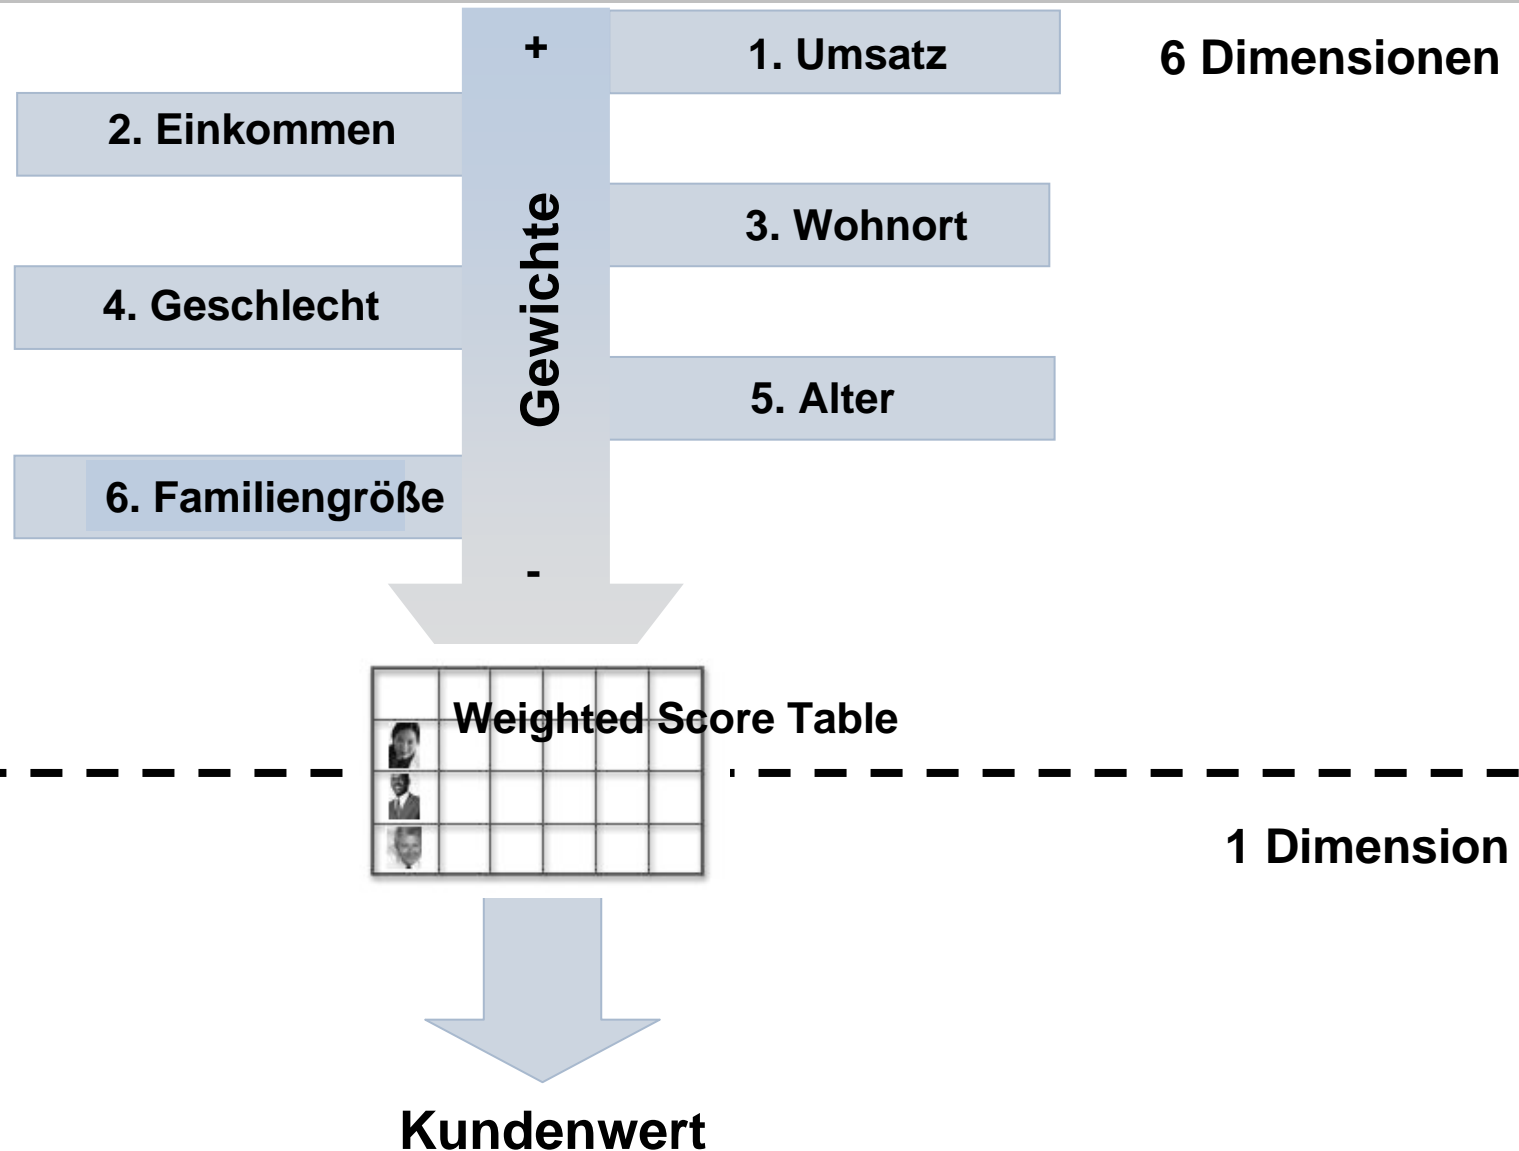 +
1. Umsatz
6 Dimensionen
2. Einkommen
Gewichte
3. Wohnort
4. Geschlecht
5. Alter
6. Familiengröße
-
Weighted Score Table
1 Dimension
Kundenwert